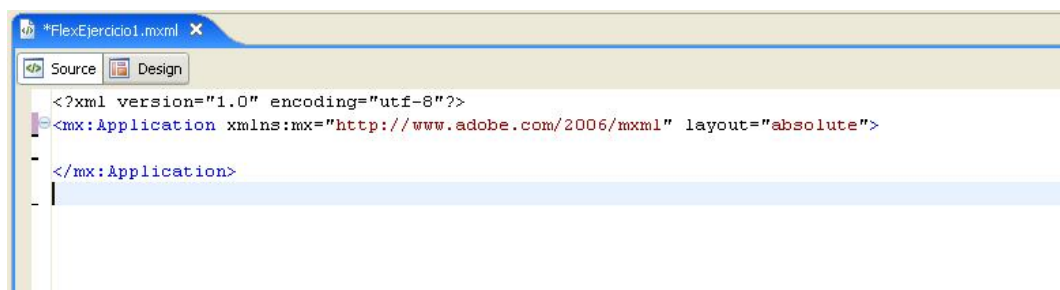 *FlexEjercicio1.mxml
Source Design
<?xml version="1.0" encoding="utf-8"?>
<mx:Application xmlns:mx="http://www.adobe.com/2006/mxml" layout="absolute">
</mx:Application>